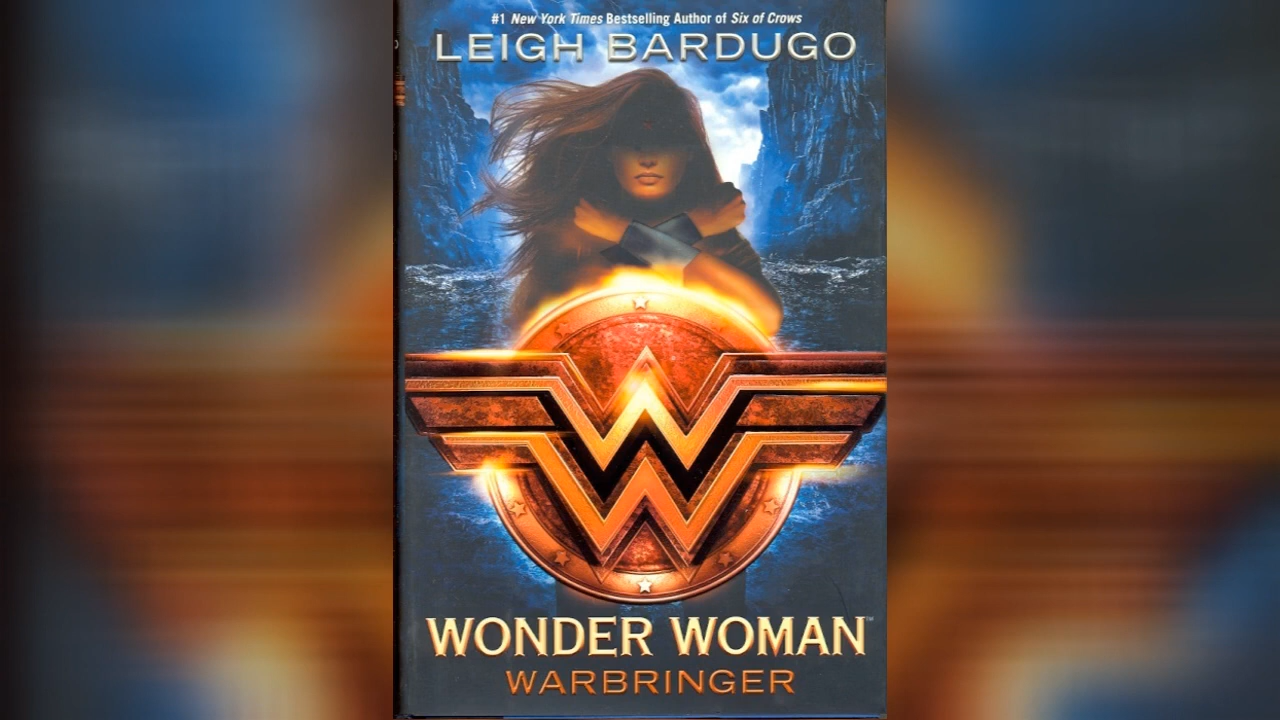 #1 New York Times Bestselling Author of Six of Crows
LEIGH BARDUGO
WONDER WOMAN™
WARBRINGER